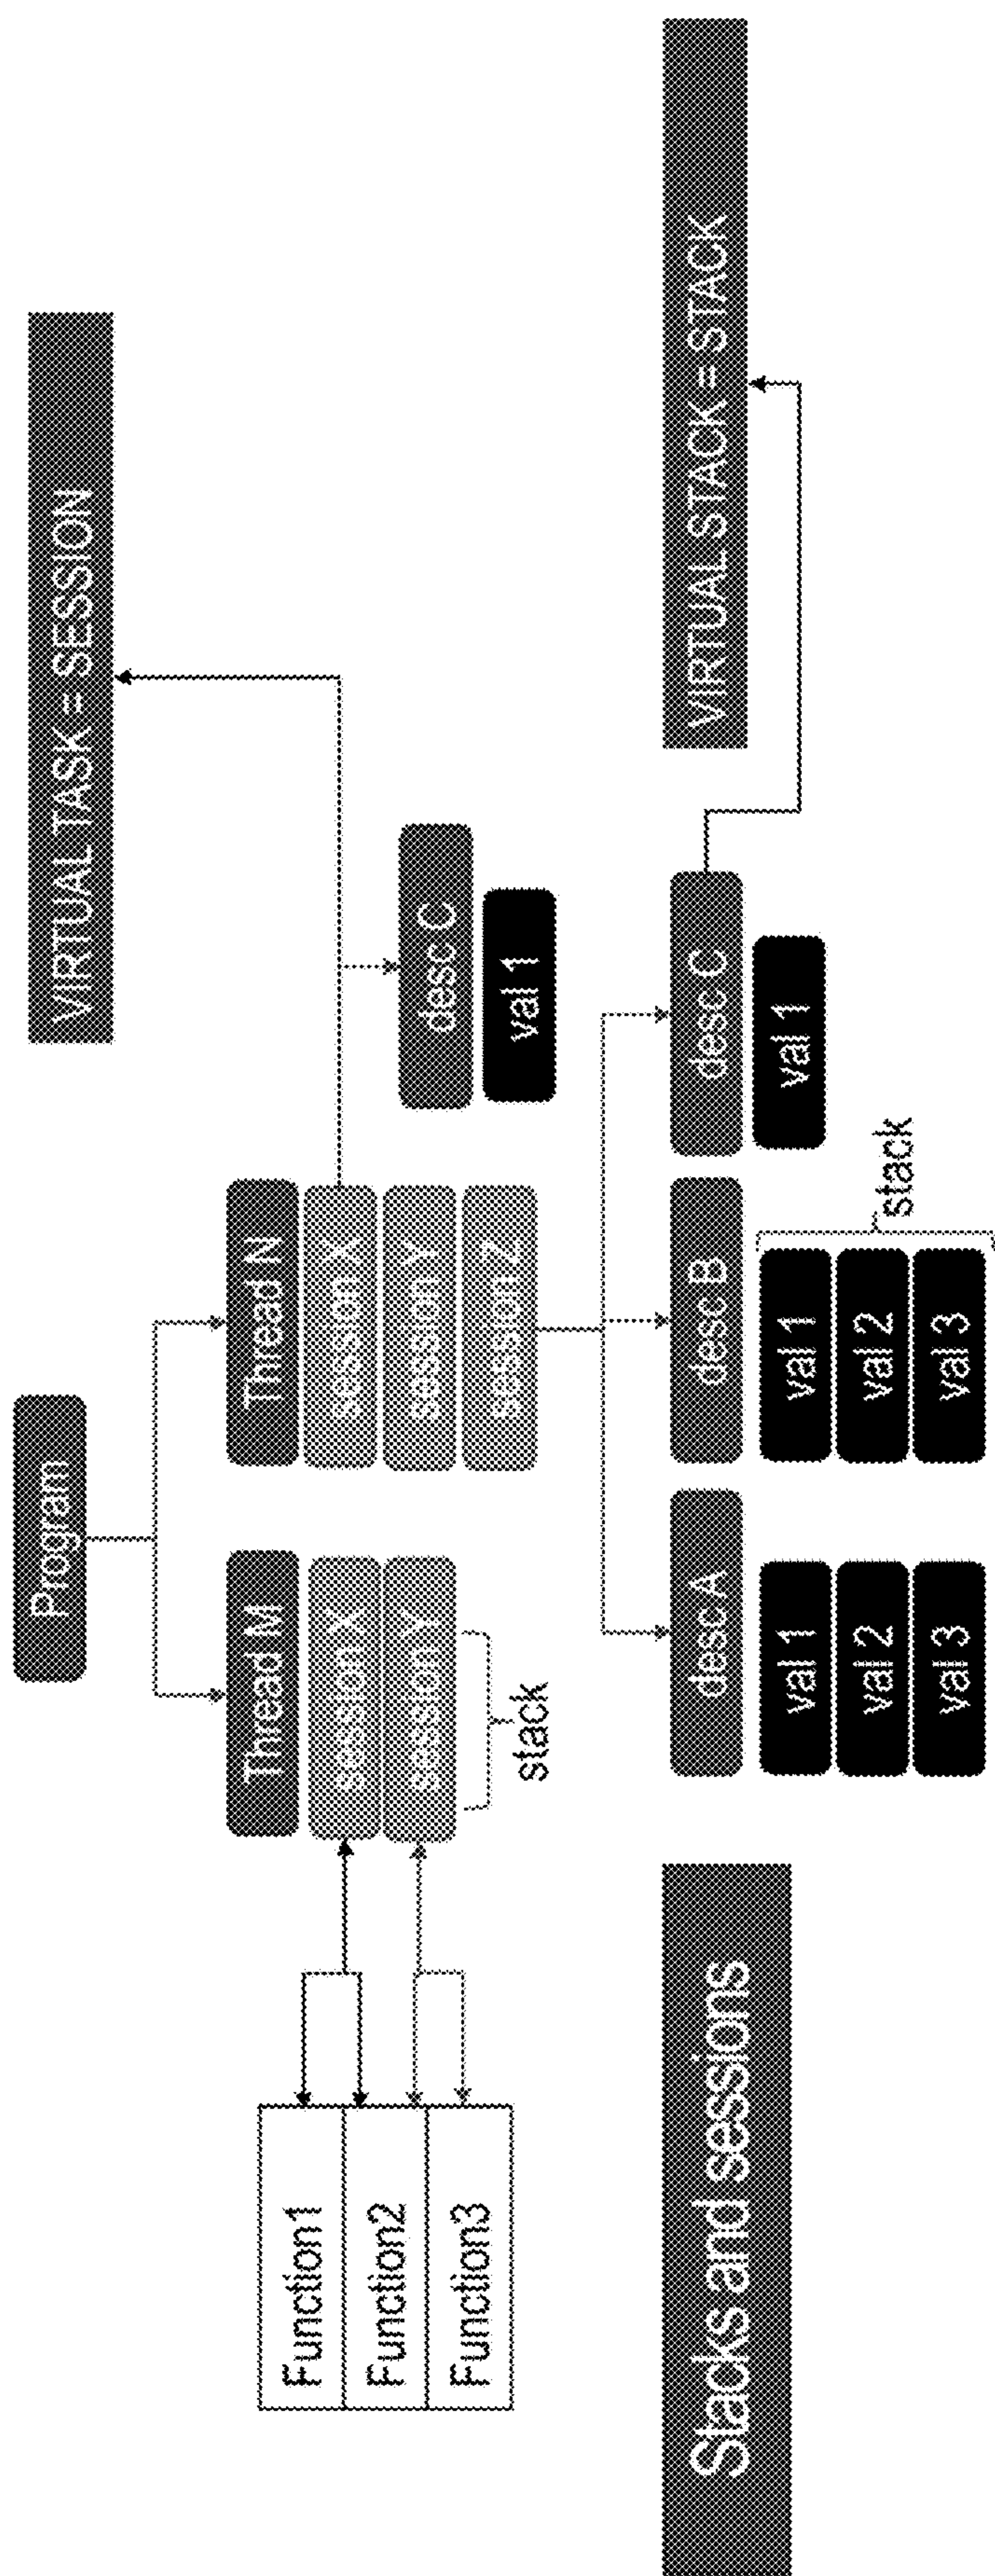 VIRTUAL TASK = SESSION
Program
Thread M
Thread N
Function1
Function2
Function3
session X
session Y
stack
session X
session Y
session Z
desc C
val 1
Stacks and sessions
desc A
val 1
val 2
val 3
desc B
val 1
val 2
val 3
stack
desc C
val 1
VIRTUAL STACK = STACK